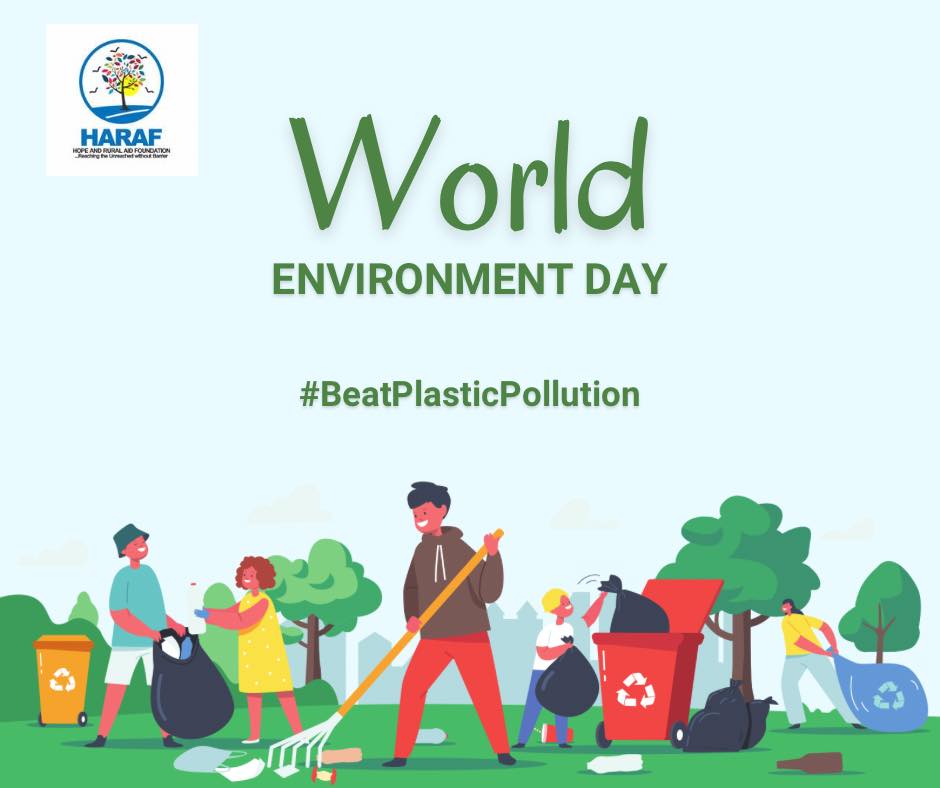 HARAF
HOPE AND RURAL AID FOUNDATION
...Reaching the Unreached without Barrier
World
ENVIRONMENT DAY
#BeatPlasticPollution